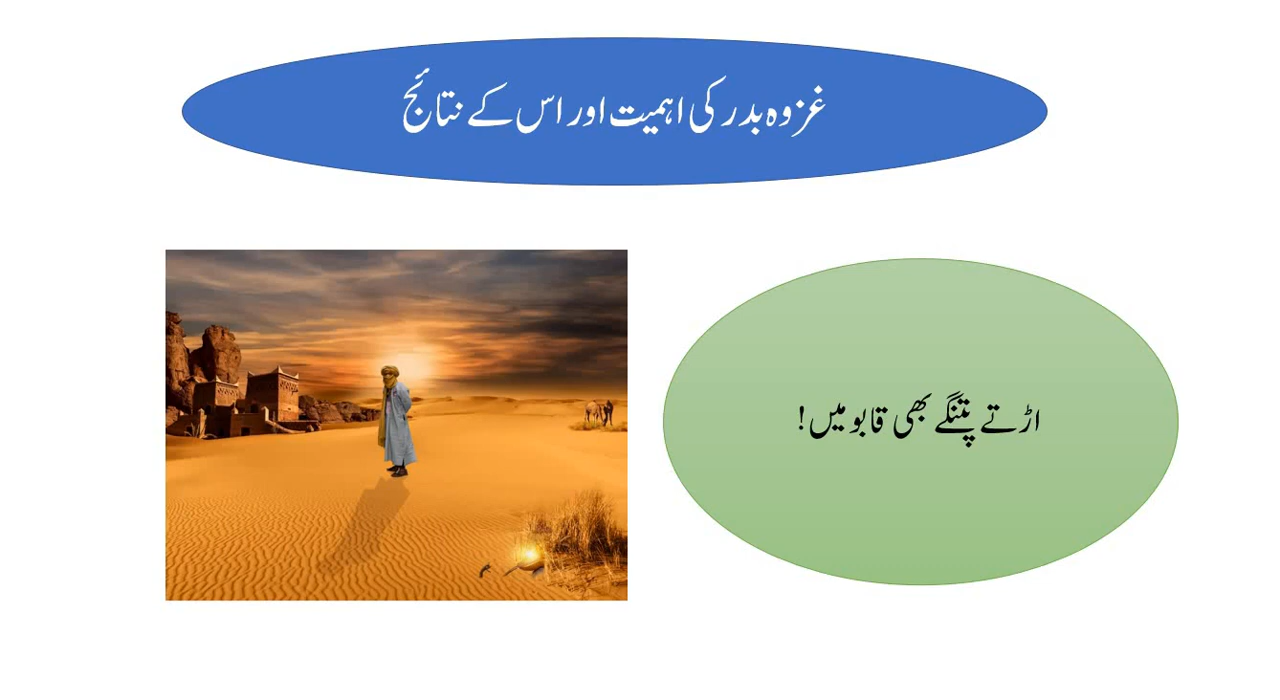 غزوہ بدر کی اہمیت اور اس کے نتائج
اڑتے پتنگے بھی قابو میں!